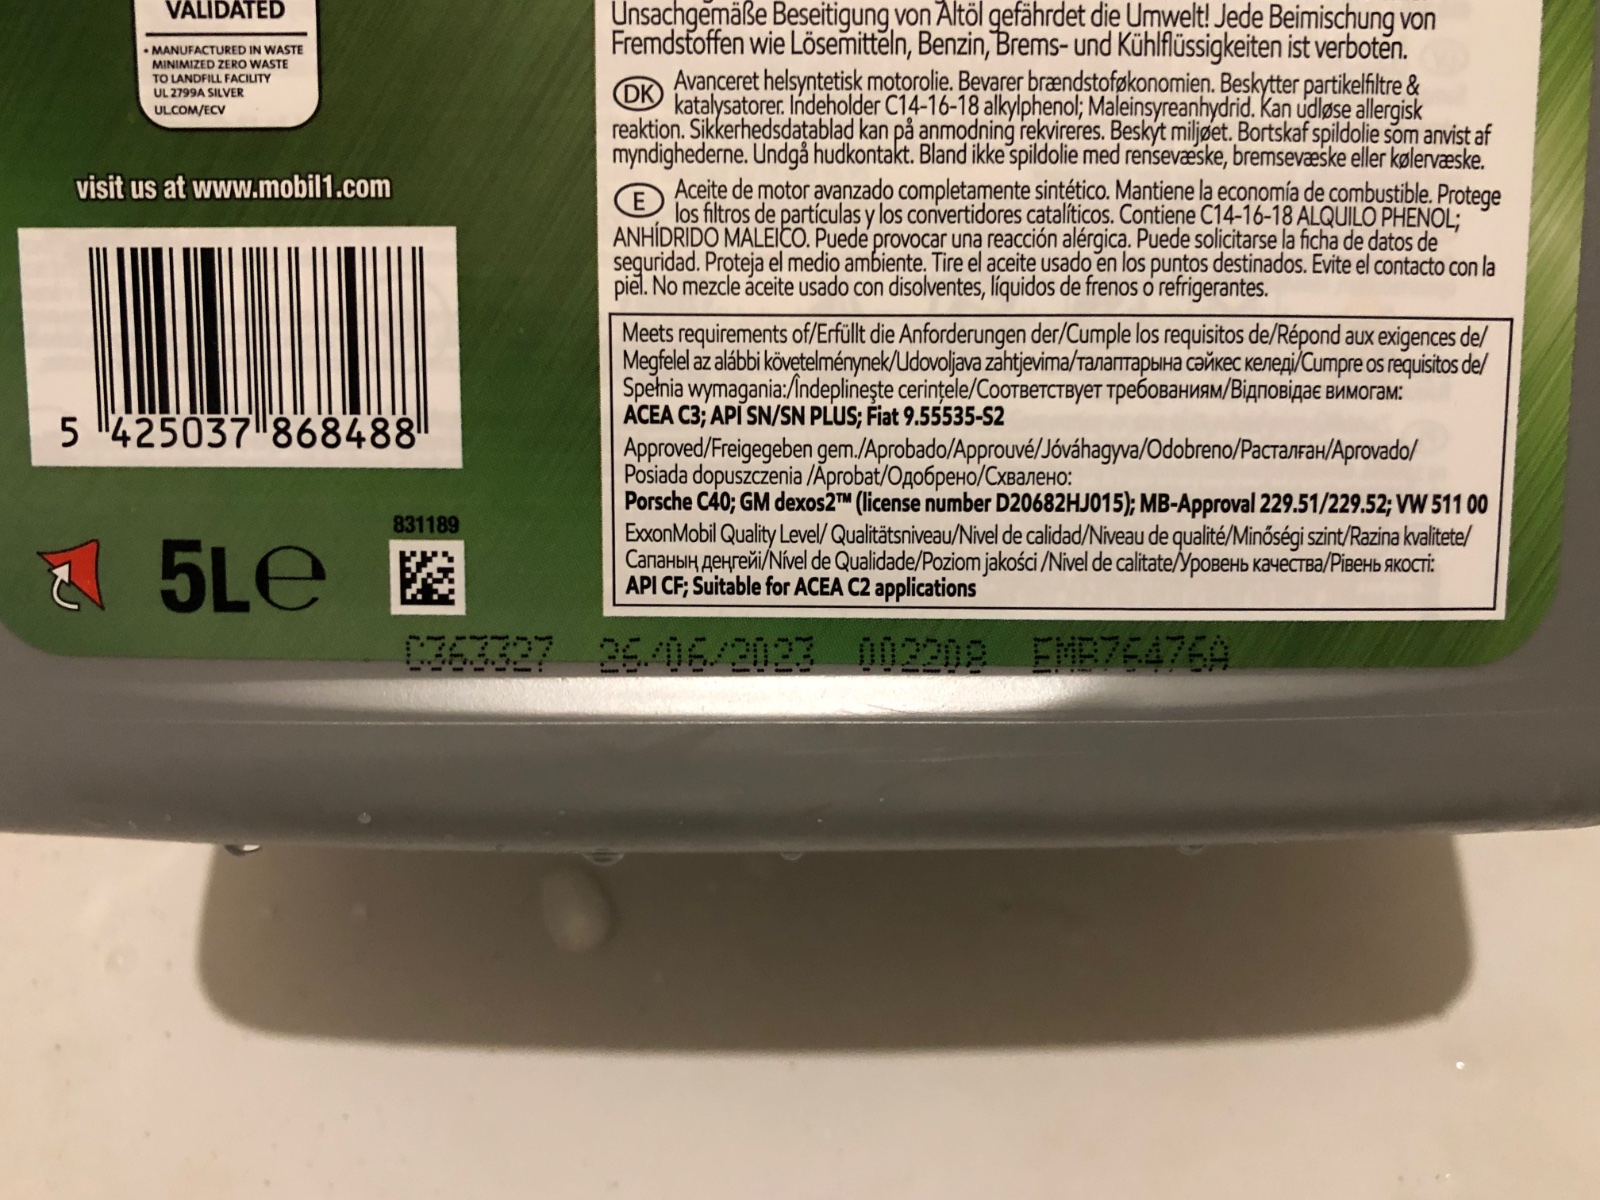 VALIDATED
• MANUFACTURED IN WASTE
MINIMIZED ZERO WASTE
TO LANDFILL FACILITY
UL 2799A SILVER
UL.COM/ECV
visit us at www.mobil1.com
5 425037 868488
831189
5L℮
Unsachgemäße Beseitigung von Altöl gefährdet die Umwelt! Jede Beimischung von
Fremdstoffen wie Lösemitteln, Benzin, Brems- und Kühlflüssigkeiten ist verboten.
DK Avanceret helsyntetisk motorolie. Bevarer brændstoføkonomien. Beskytter partikelfiltre &
katalysatorer. Indeholder C14-16-18 alkylphenol; Maleinsyreanhydrid. Kan udløse allergisk
reaktion. Sikkerhedsdatablad kan på anmodning rekvireres. Beskyt miljøet. Bortskaf spildolie som anvist af
myndighederne. Undgå hudkontakt. Bland ikke spildolie med rensevæske, bremsevæske eller kølervæske.
E Aceite de motor avanzado completamente sintético. Mantiene la economía de combustible. Protege
los filtros de partículas y los convertidores catalíticos. Contiene C14-16-18 ALQUILO PHENOL;
ANHÍDRIDO MALEICO. Puede provocar una reacción alérgica. Puede solicitarse la ficha de datos de
seguridad. Proteja el medio ambiente. Tire el aceite usado en los puntos destinados. Evite el contacto con la
piel. No mezcle aceite usado con disolventes, líquidos de frenos o refrigerantes.
Meets requirements of/Erfüllt die Anforderungen der/Cumple los requisitos de/Répond aux exigences de/
Megfelel az alábbi követelménynek/Udovoljava zahtjevima/талаптарына сәйкес келеді/Cumpre os requisitos de/
Spełnia wymagania:/Îndeplineşte cerinţele/Соответствует требованиям/Відповідає вимогам:
ACEA C3; API SN/SN PLUS; Fiat 9.55535-S2
Approved/Freigegeben gem./Aprobado/Approuvé/Jóváhagyva/Odobreno/Расталған/Aprovado/
Posiada dopuszczenia /Aprobat/Одобрено/Схвалено:
Porsche C40; GM dexos2™ (license number D20682HJ015); MB-Approval 229.51/229.52; VW 511 00
ExxonMobil Quality Level/ Qualitätsniveau/Nivel de calidad/Niveau de qualité/Minőségi szint/Razina kvalitete/
Сапаның деңгейі/Nível de Qualidade/Poziom jakości /Nivel de calitate/Уровень качества/Рівень якості:
API CF; Suitable for ACEA C2 applications
C363327 26/06/2023 002208 EMB76476A